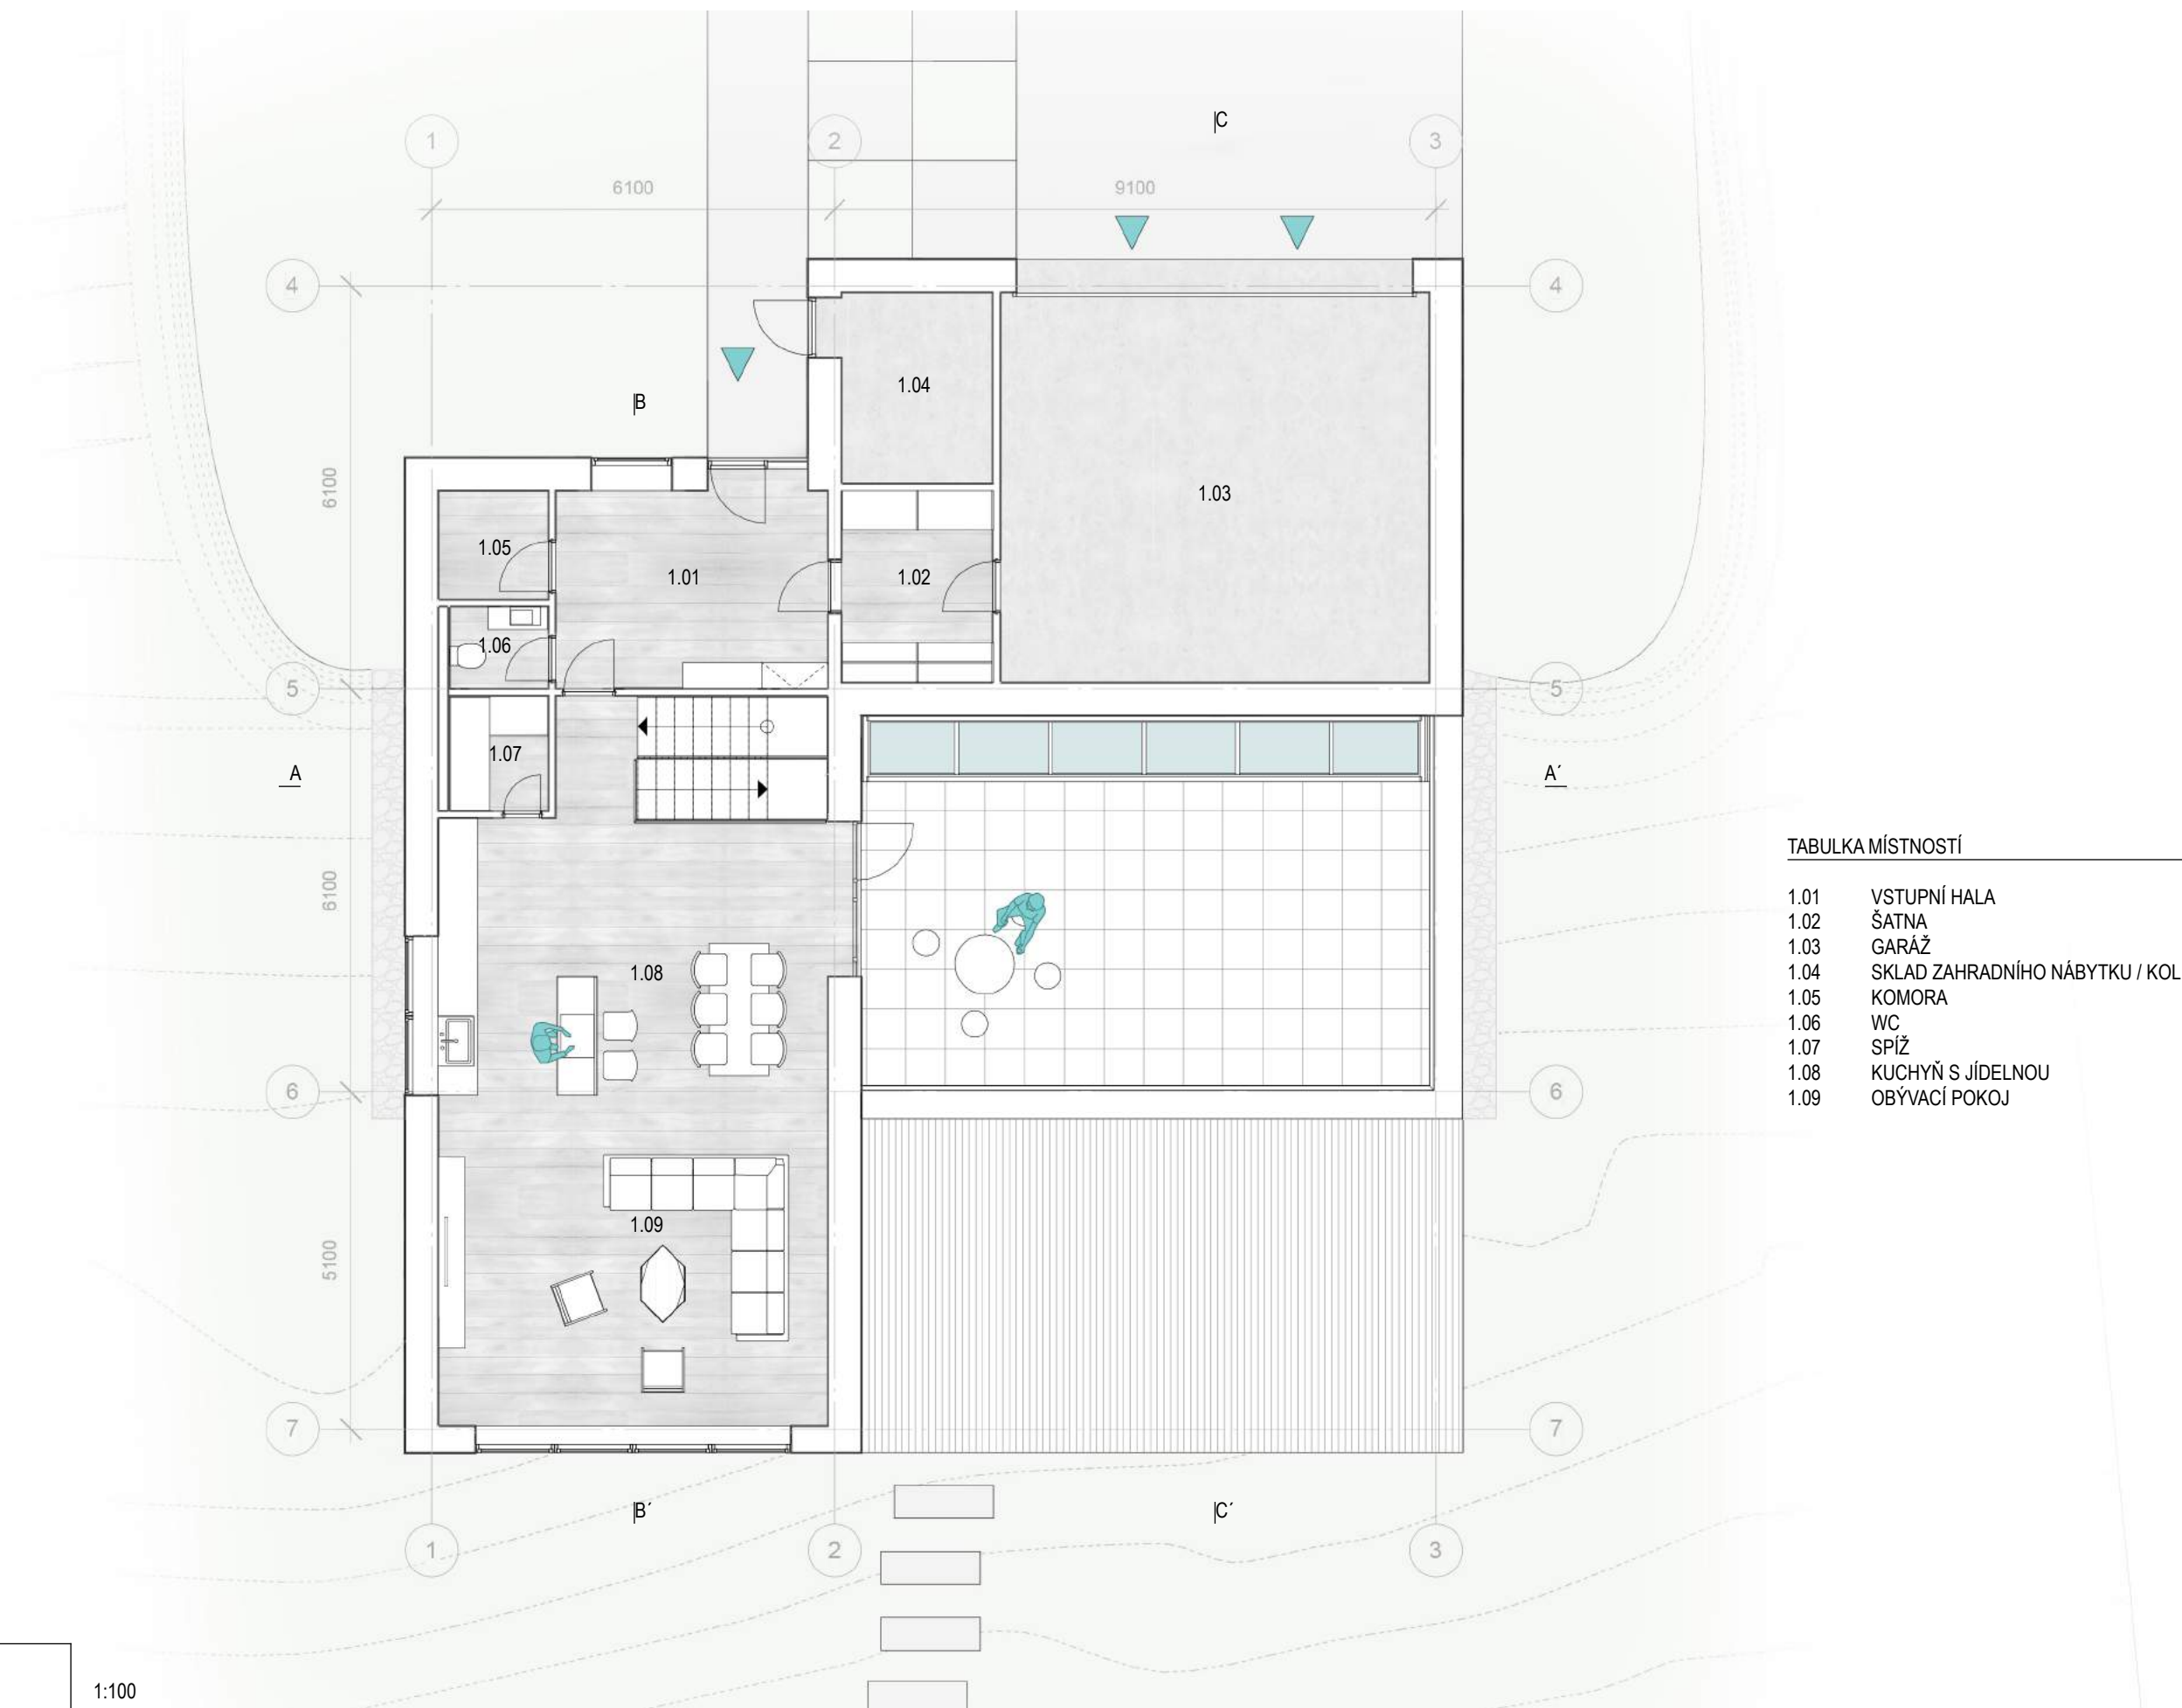 |C
1
2
3
6100
9100
4
4
1.04
|B
6100
1.03
1.05
1.01
1.02
1.06
5
5
1.07
A
A´
TABULKA MÍSTNOSTÍ
6100
1.01 VSTUPNÍ HALA
1.02 ŠATNA
1.03 GARÁŽ
1.04 SKLAD ZAHRADNÍHO NÁBYTKU / KOL
1.05 KOMORA
1.06 WC
1.07 SPÍŽ
1.08 KUCHYŇ S JÍDELNOU
1.09 OBÝVACÍ POKOJ
1.08
6
6
1.09
5100
7
7
|B´
|C´
1
2
3
1:100